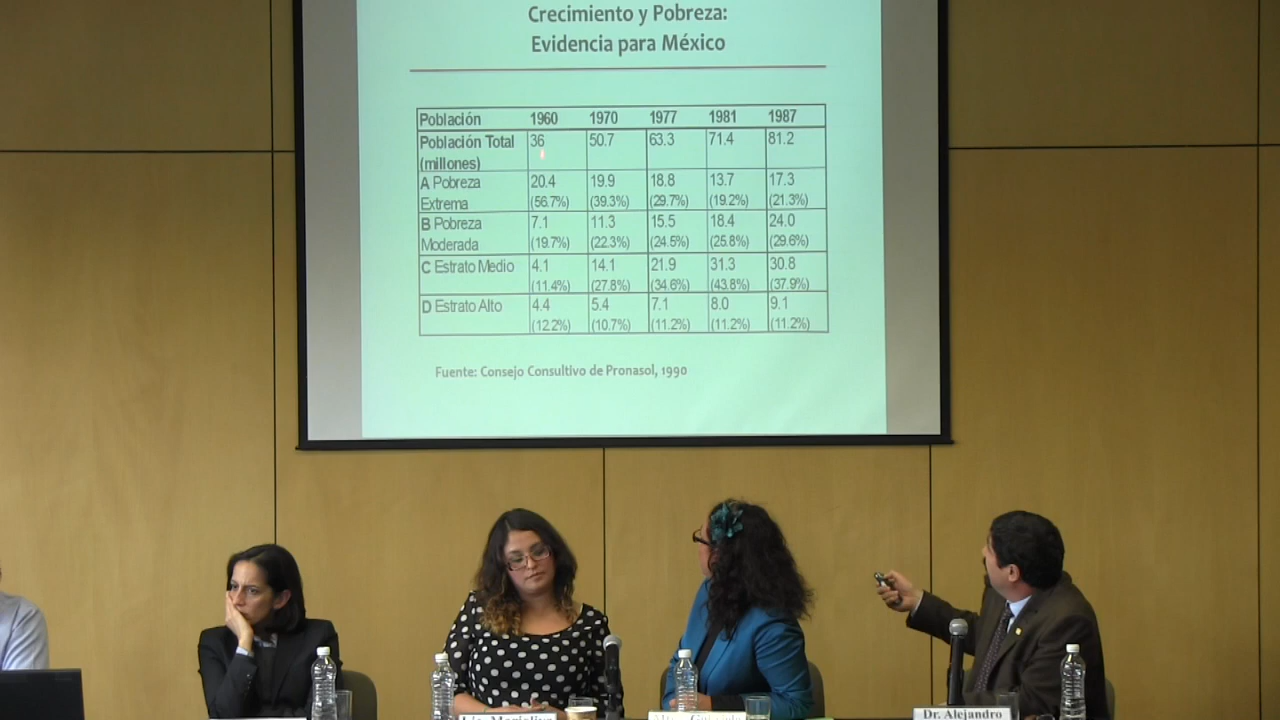 Crecimiento y Pobreza:
Evidencia para México
Población 1960 1970 1977 1981 1987
Población Total 36 50.7 63.3 71.4 81.2
(millones)
A Pobreza 20.4 19.9 18.8 13.7 17.3
Extrema (56.7%) (39.3%) (29.7%) (19.2%) (21.3%)
B Pobreza 7.1 11.3 15.5 18.4 24.0
Moderada (19.7%) (22.3%) (24.5%) (25.8%) (29.6%)
C Estrato Medio 4.1 14.1 21.9 31.3 30.8
(11.4%) (27.8%) (34.6%) (43.8%) (37.9%)
D Estrato Alto 4.4 5.4 7.1 8.0 9.1
(12.2%) (10.7%) (11.2%) (11.2%) (11.2%)
Fuente: Consejo Consultivo de Pronasol, 1990
Dr. Alejandro